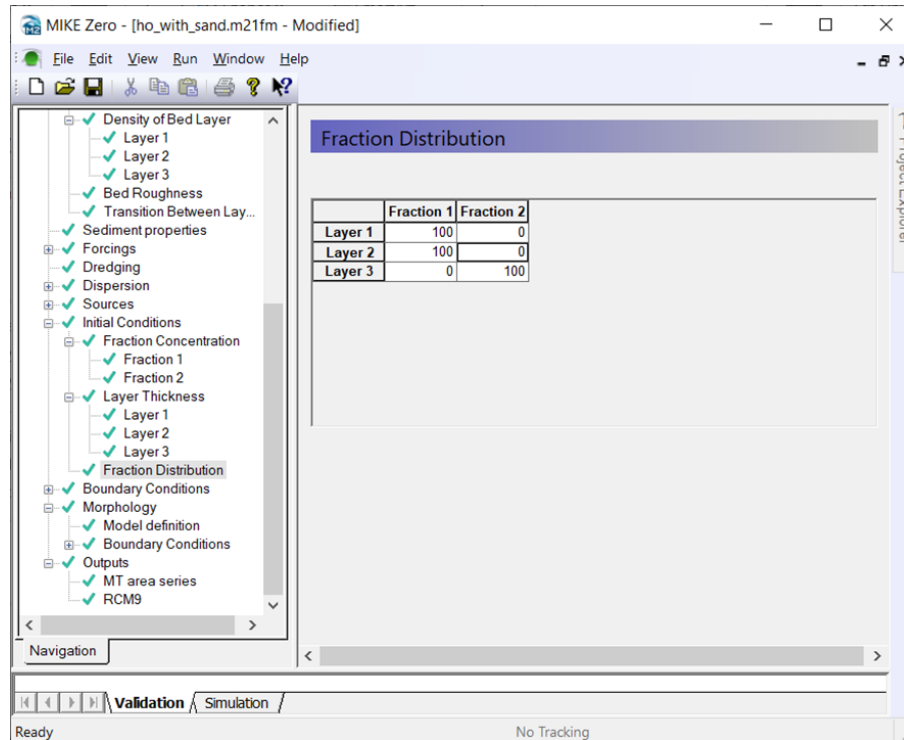 MIKE Zero - [ho_with_sand.m21fm - Modified]
File Edit View Run Window Help
Density of Bed Layer
Layer 1
Layer 2
Layer 3
Bed Roughness
Transition Between Lay...
Sediment properties
Forcings
Dredging
Dispersion
Sources
Initial Conditions
Fraction Concentration
Fraction 1
Fraction 2
Layer Thickness
Layer 1
Layer 2
Layer 3
Fraction Distribution
Boundary Conditions
Morphology
Model definition
Boundary Conditions
Outputs
MT area series
RCM9
Navigation
Fraction Distribution
Fraction 1 Fraction 2
Layer 1 100 0
Layer 2 100 0
Layer 3 0 100
Project Explorer
Validation Simulation
Ready No Tracking